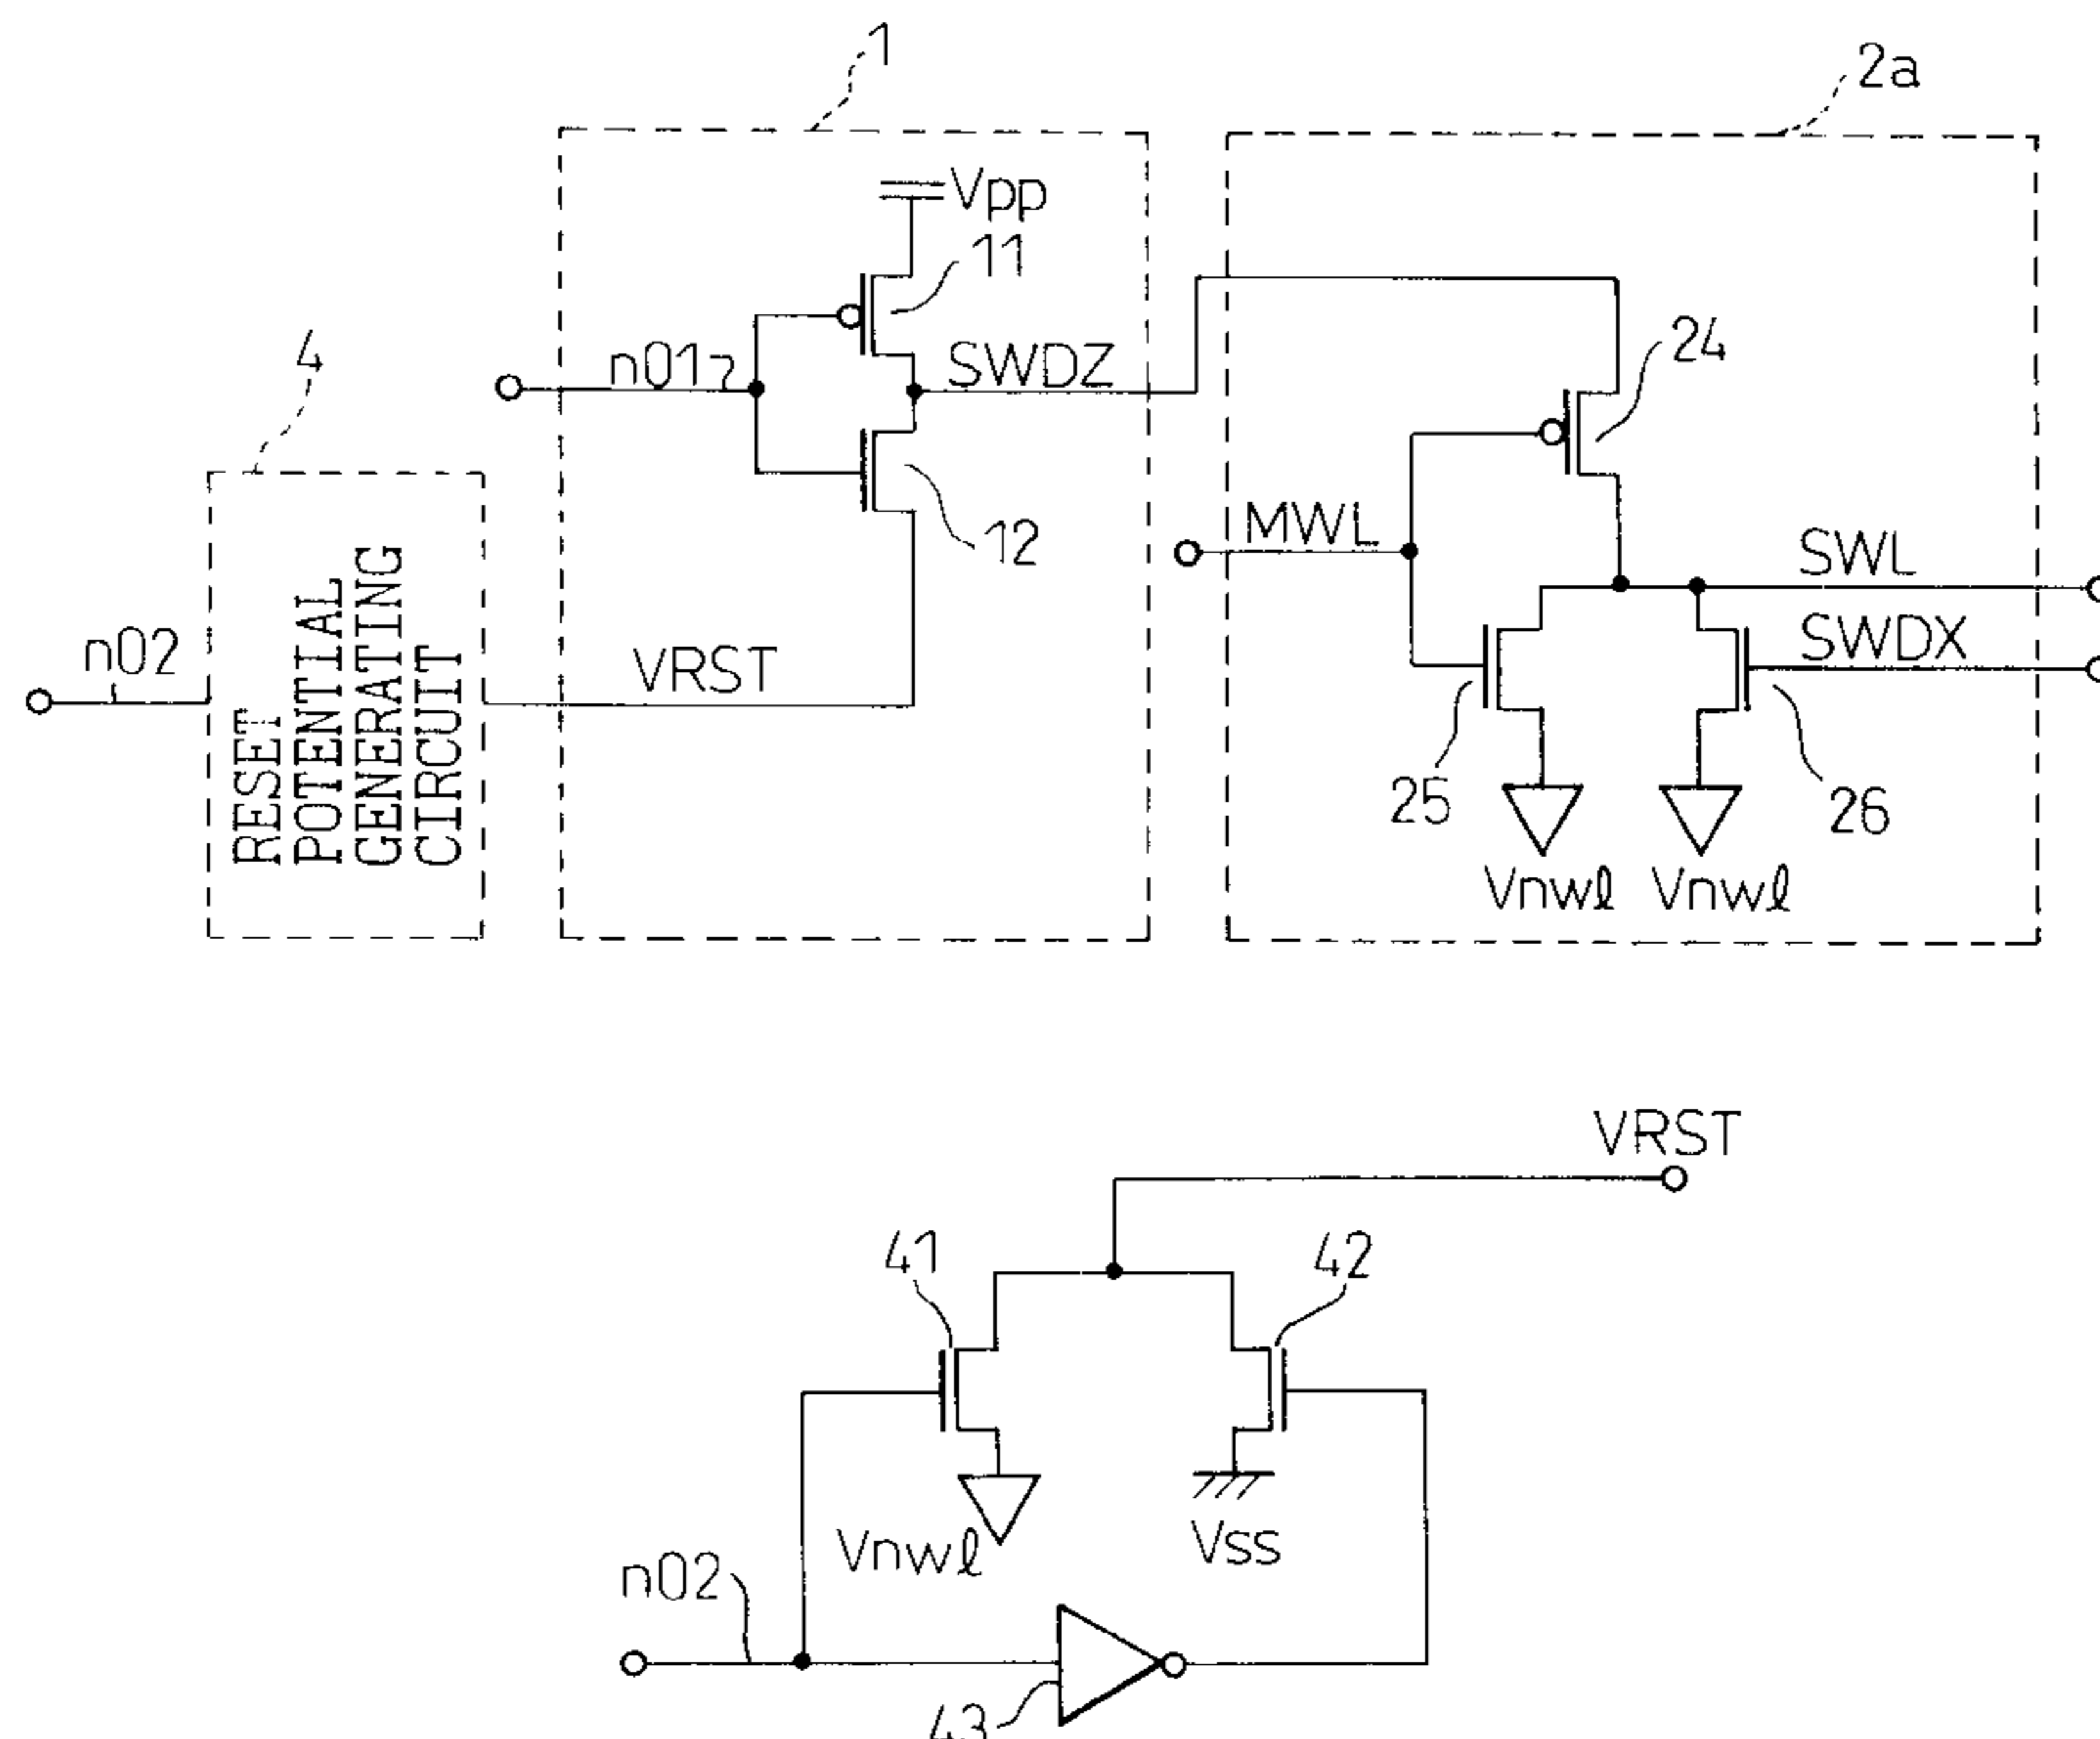 1
2a
Vpp
11
n01
SWDZ
24
4
12
MWL
SWL
SWDX
n02
VRST
RESET
POTENTIAL
GENERATING
CIRCUIT
25
26
Vnwℓ
Vnwℓ
VRST
41
42
Vnwℓ
Vss
n02
43